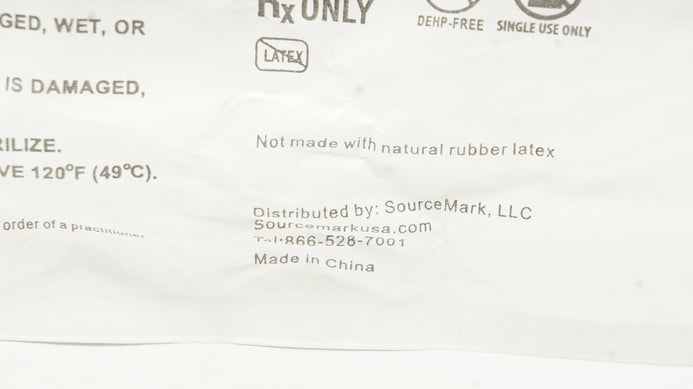 GED, WET, OR
IS DAMAGED,
RILIZE.
VE 120°F (49°C).
order of a practitioner.
Rx ONLY
DEHP-FREE
SINGLE USE ONLY
LATEX
Not made with natural rubber latex
Distributed by: SourceMark, LLC
Sourcemarkusa.com
Tel:866-528-7001
Made in China